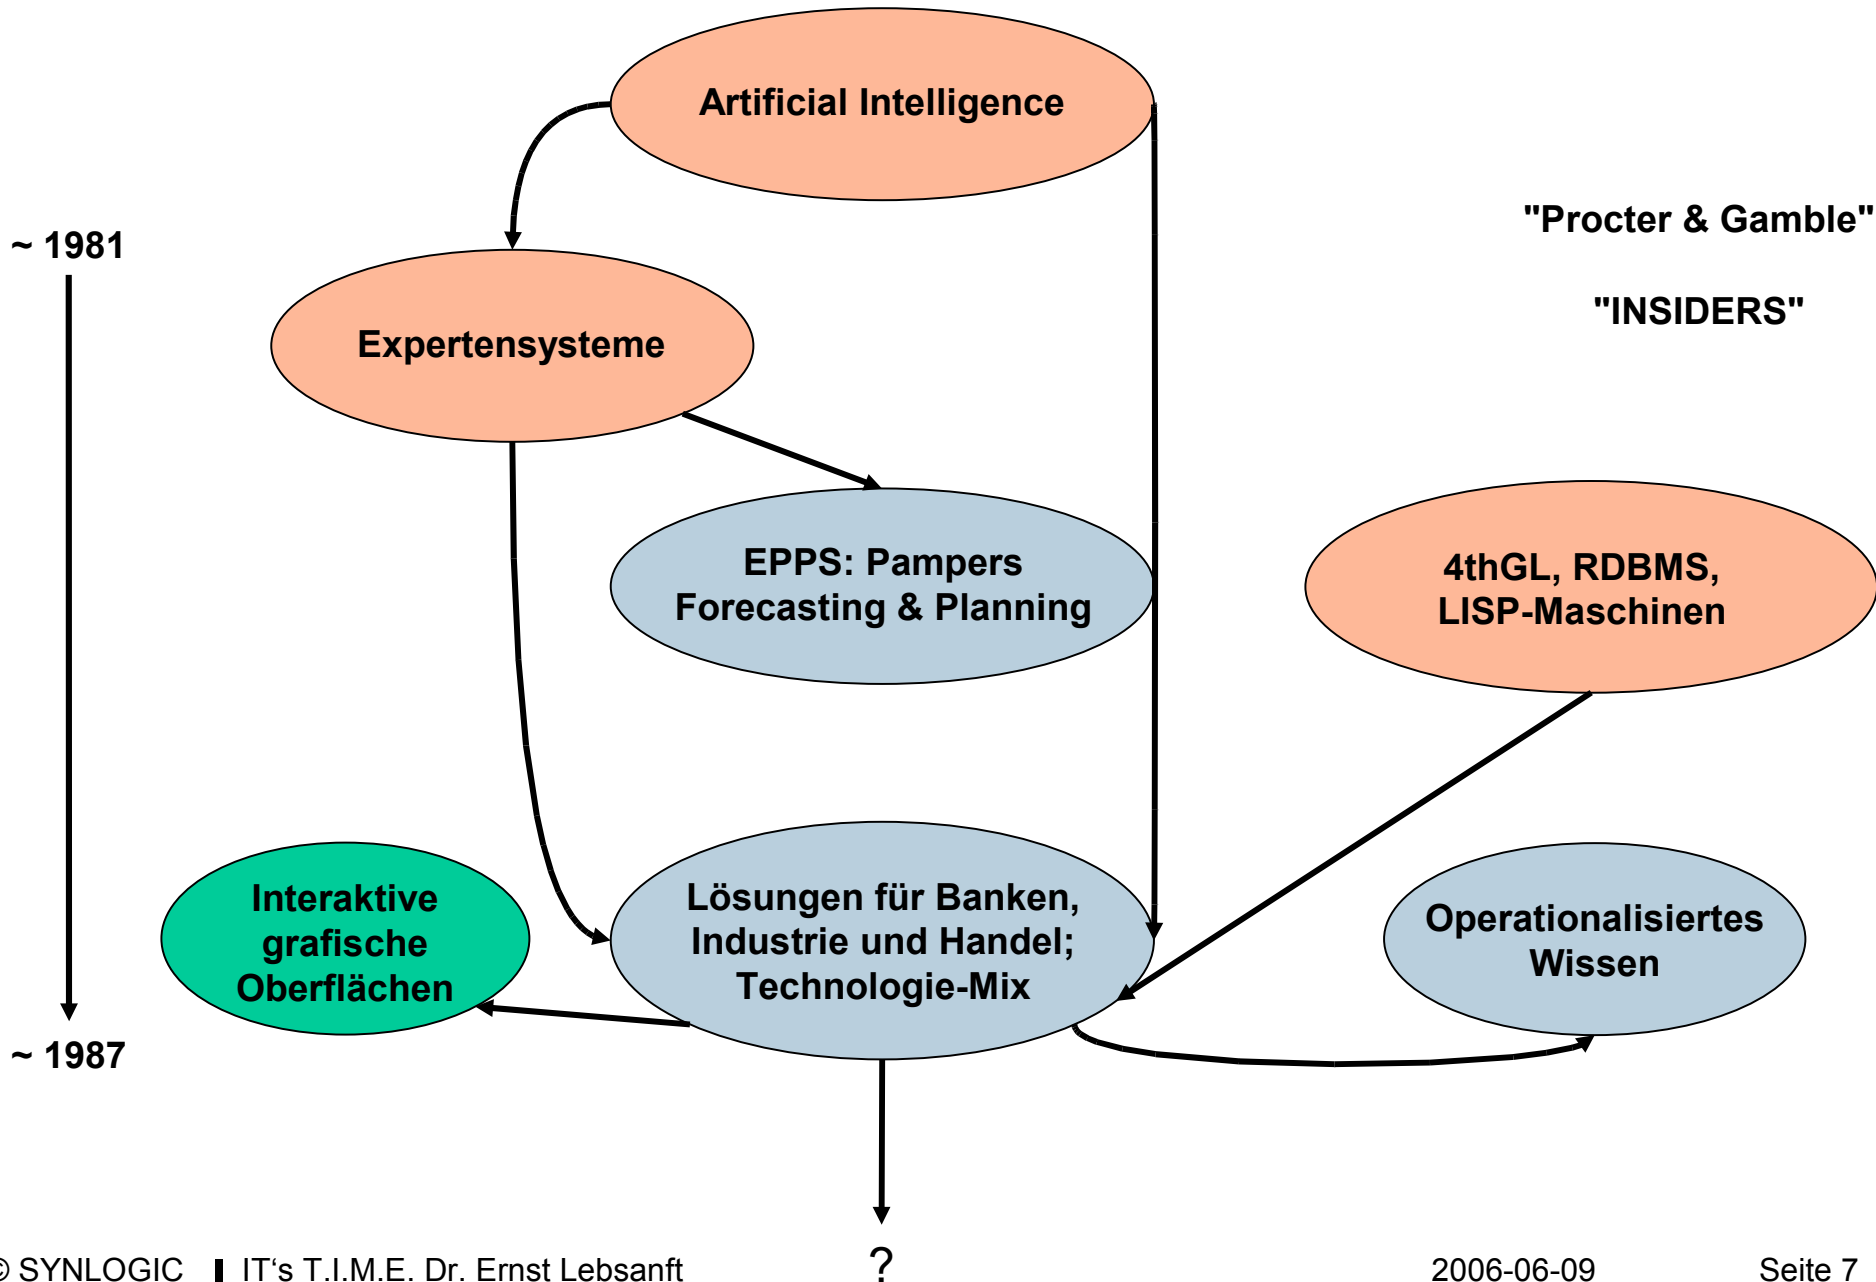 Artificial Intelligence
"Procter & Gamble"
~ 1981
"INSIDERS"
Expertensysteme
EPPS: Pampers
Forecasting & Planning
4thGL, RDBMS,
LISP-Maschinen
Interaktive
grafische
Oberflächen
Lösungen für Banken,
Industrie und Handel;
Technologie-Mix
Operationalisiertes
Wissen
~ 1987
?
© SYNLOGIC IT‘s T.I.M.E. Dr. Ernst Lebsanft 2006-06-09 Seite 7